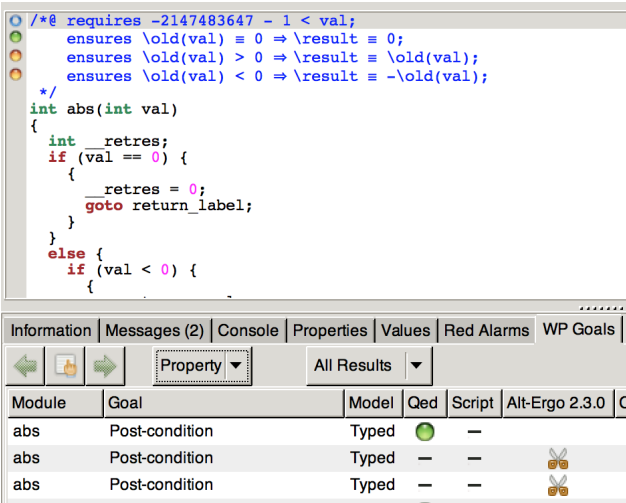 /*@ requires -2147483647 - 1 < val;
ensures \old(val) ≡ 0 ⇒ \result ≡ 0;
ensures \old(val) > 0 ⇒ \result ≡ \old(val);
ensures \old(val) < 0 ⇒ \result ≡ -\old(val);
*/
int abs(int val)
{
int __retres;
if (val == 0) {
{
__retres = 0;
goto return_label;
}
}
else {
if (val < 0) {
{
Information Messages (2) Console Properties Values Red Alarms WP Goals
Property All Results
Module Goal Model Qed Script Alt-Ergo 2.3.0 C
abs Post-condition Typed —
abs Post-condition Typed — —
abs Post-condition Typed — —